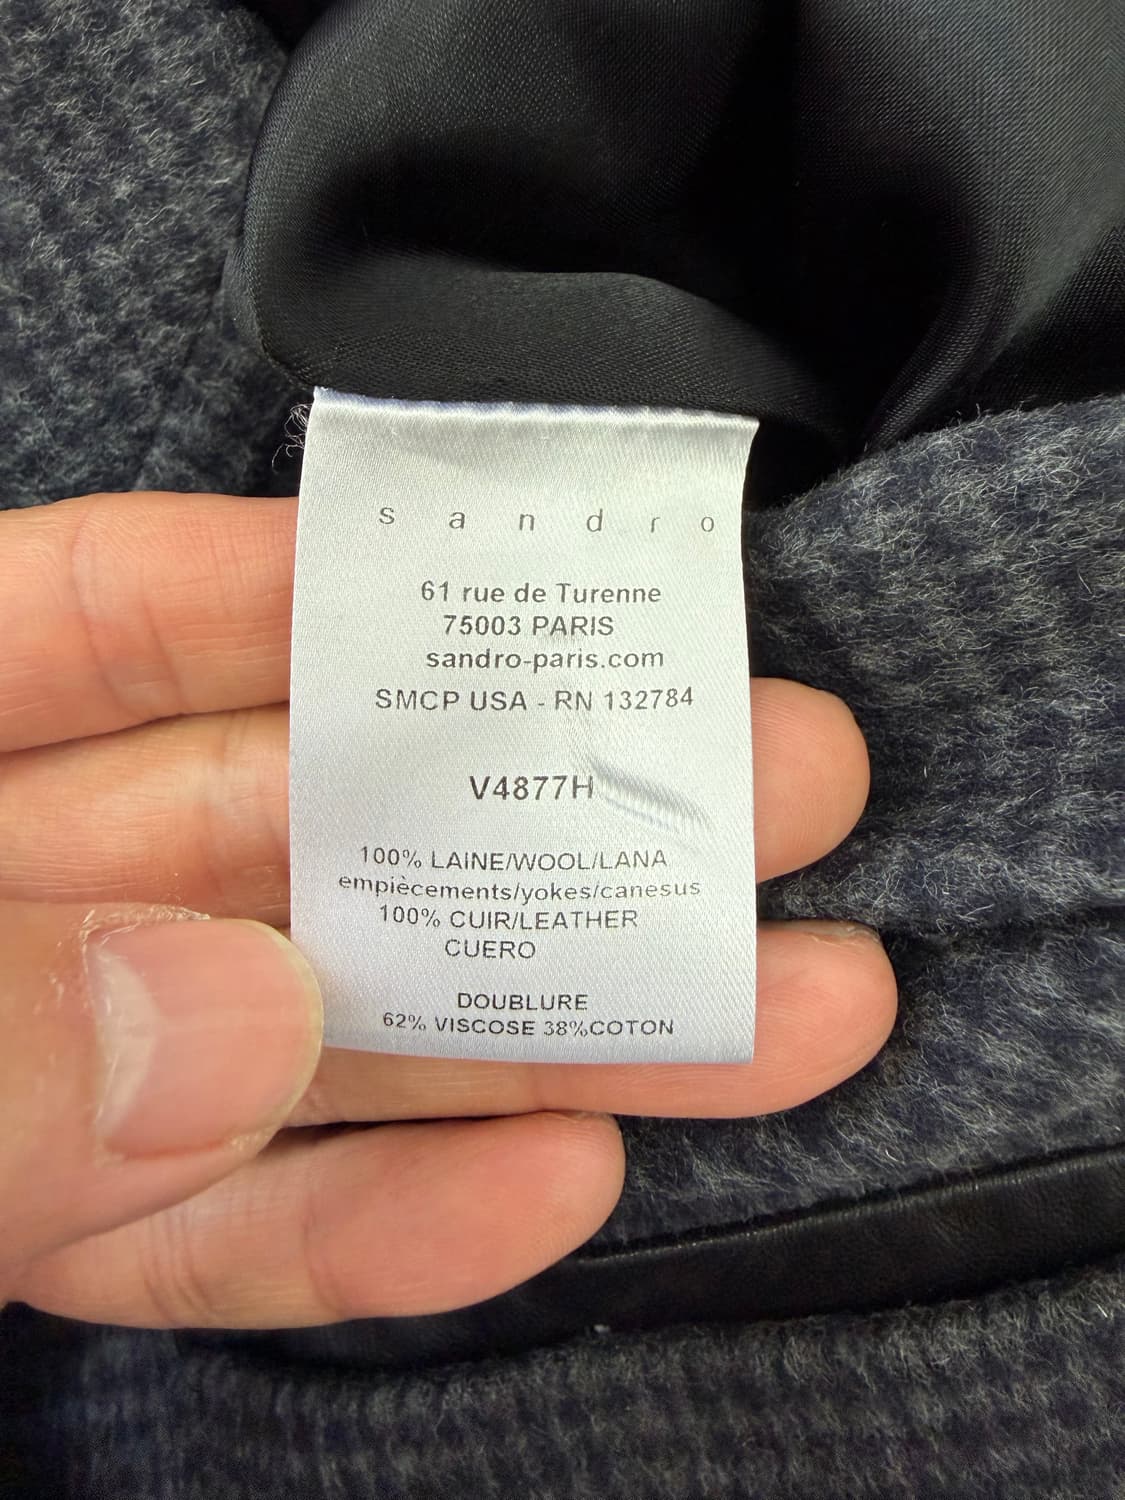 sandro
61 rue de Turenne
75003 PARIS
sandro-paris.com
SMCP USA - RN 132784
V4877H
100% LAINE/WOOL/LANA
empiècements/yokes/canesus
100% CUIR/LEATHER
CUERO
DOUBLURE
62% VISCOSE 38%COTON